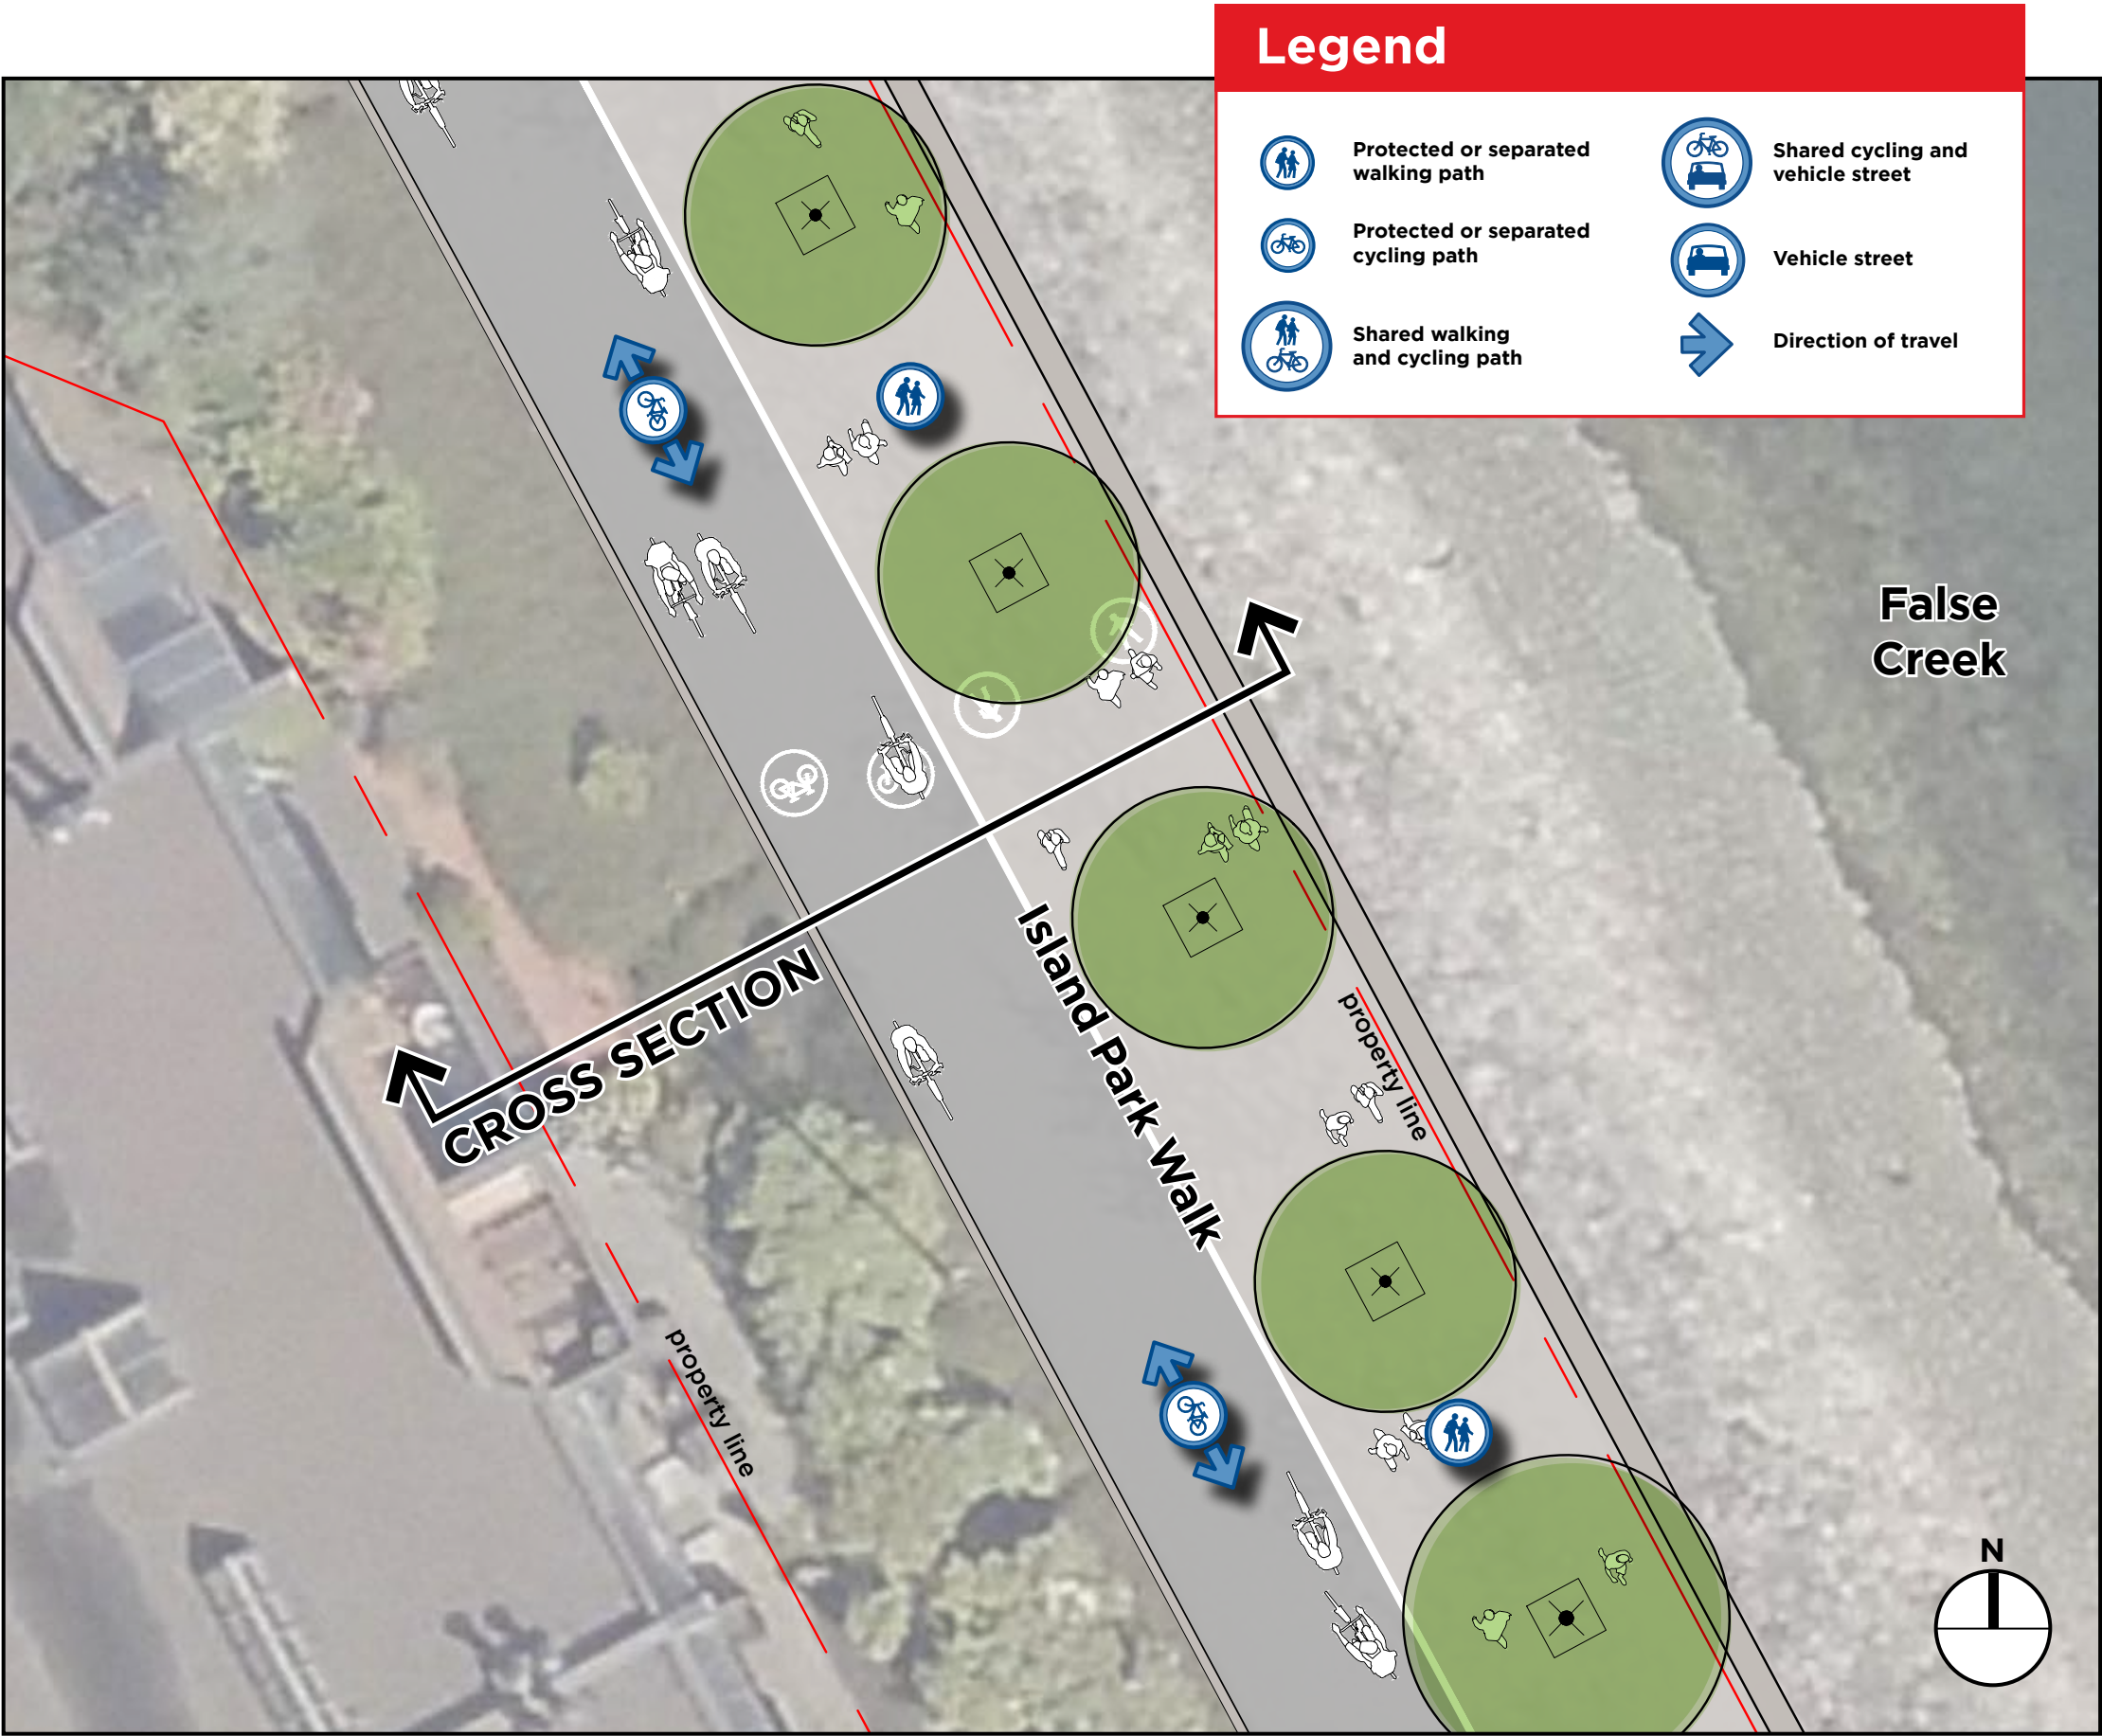 Legend
Protected or separated
walking path
Protected or separated
cycling path
Shared walking
and cycling path
Shared cycling and
vehicle street
Vehicle street
Direction of travel
False
Creek
CROSS SECTION
Island Park Walk
property line
property line
N